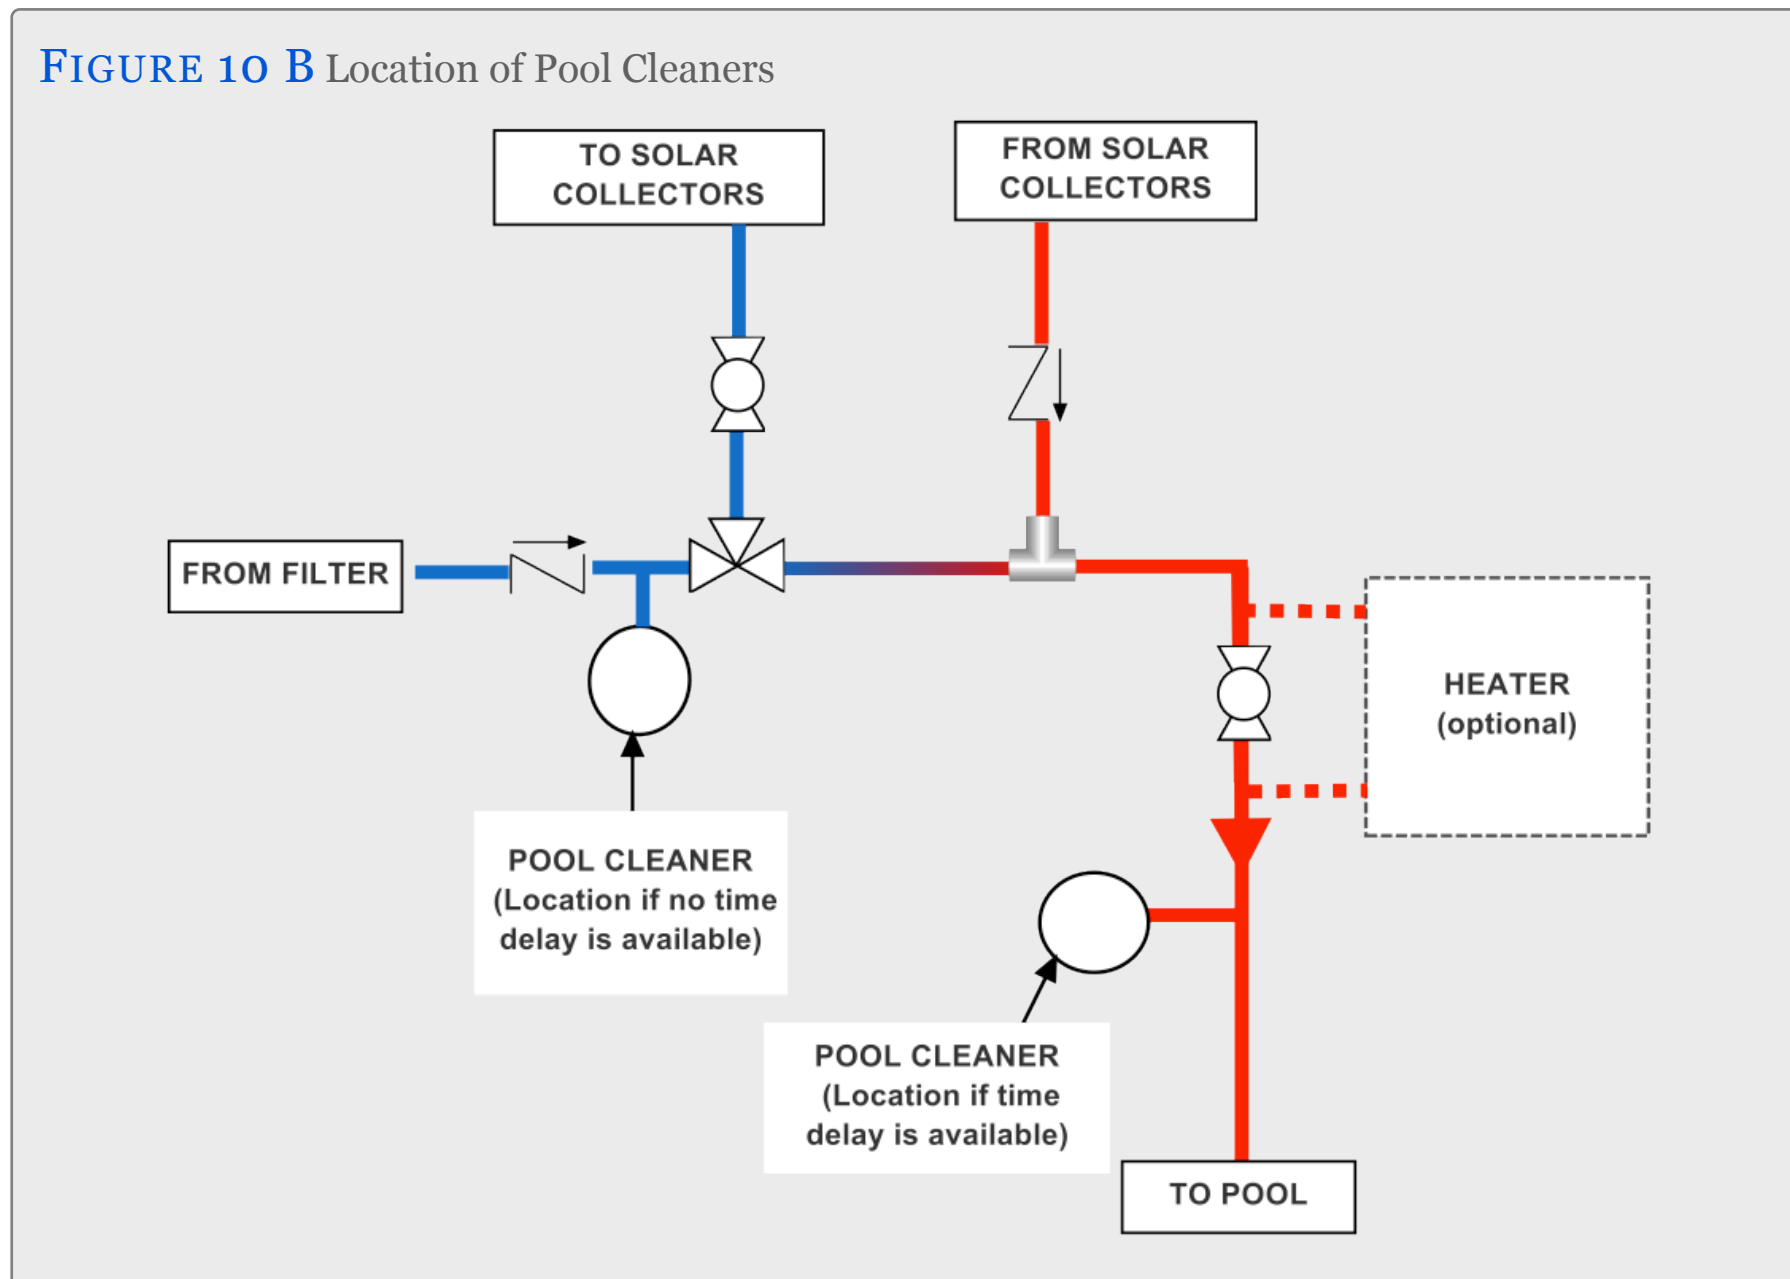 FIGURE 10 B Location of Pool Cleaners
TO SOLAR
COLLECTORS
FROM SOLAR
COLLECTORS
FROM FILTER
HEATER
(optional)
POOL CLEANER
(Location if no time
delay is available)
POOL CLEANER
(Location if time
delay is available)
TO POOL